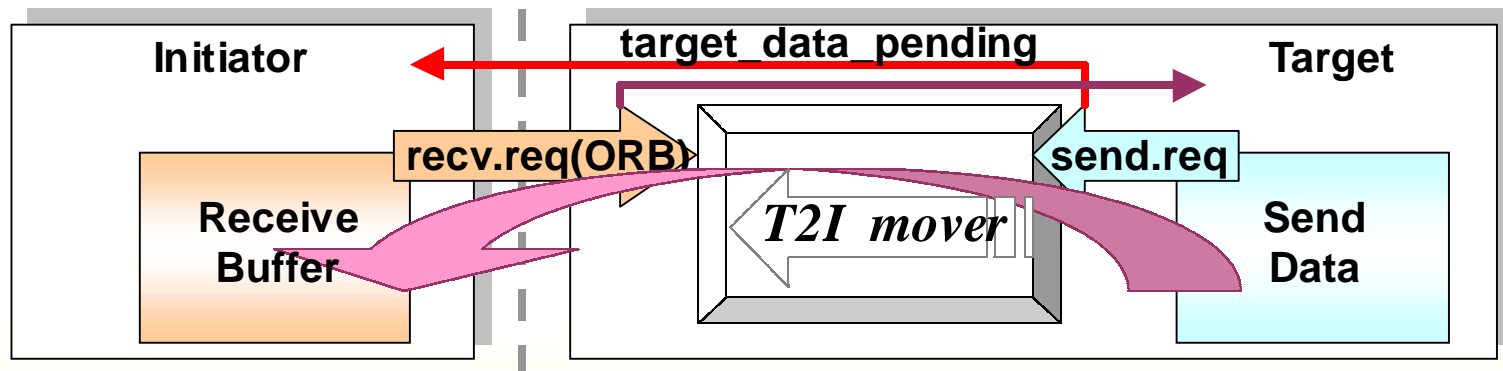 Initiator
target_data_pending
Target
recv.req(ORB)
send.req
Receive
Buffer
T2I mover
Send
Data